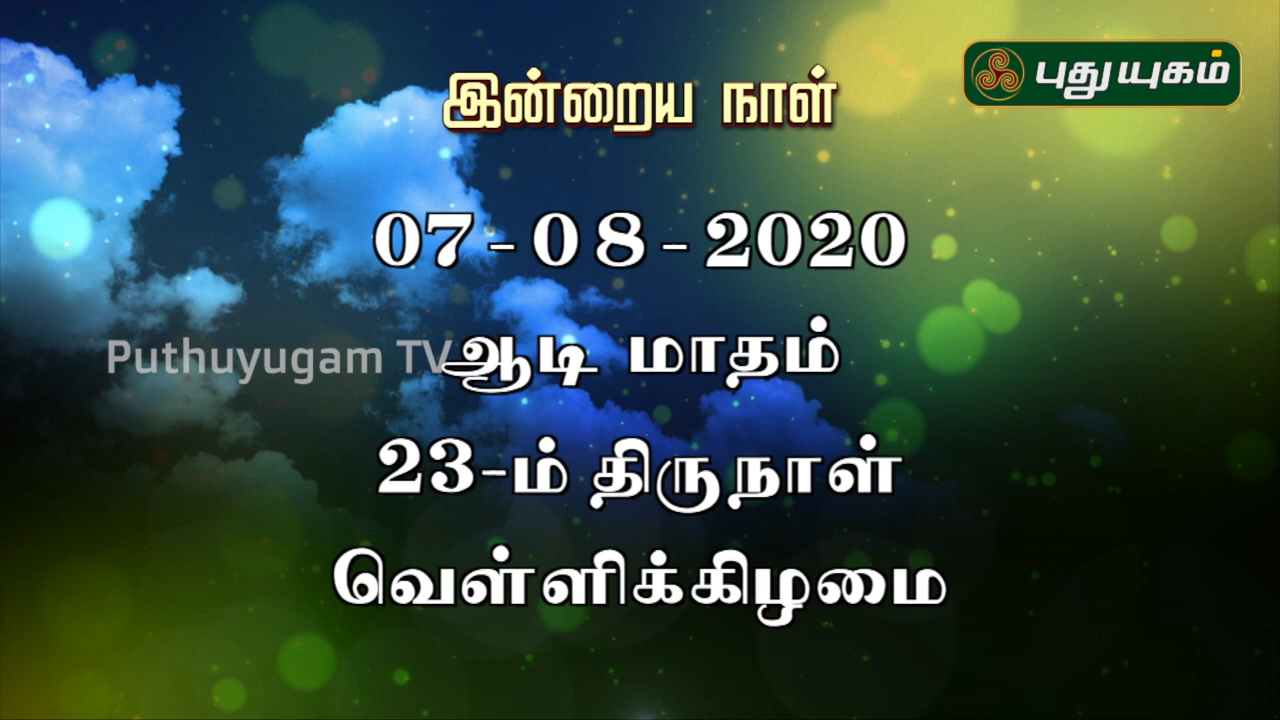 இன்றைய நாள்
புதுயுகம்
07-08-2020
Puthuyugam TV
ஆடி மாதம்
23-ம் திருநாள்
வெள்ளிக்கிழமை